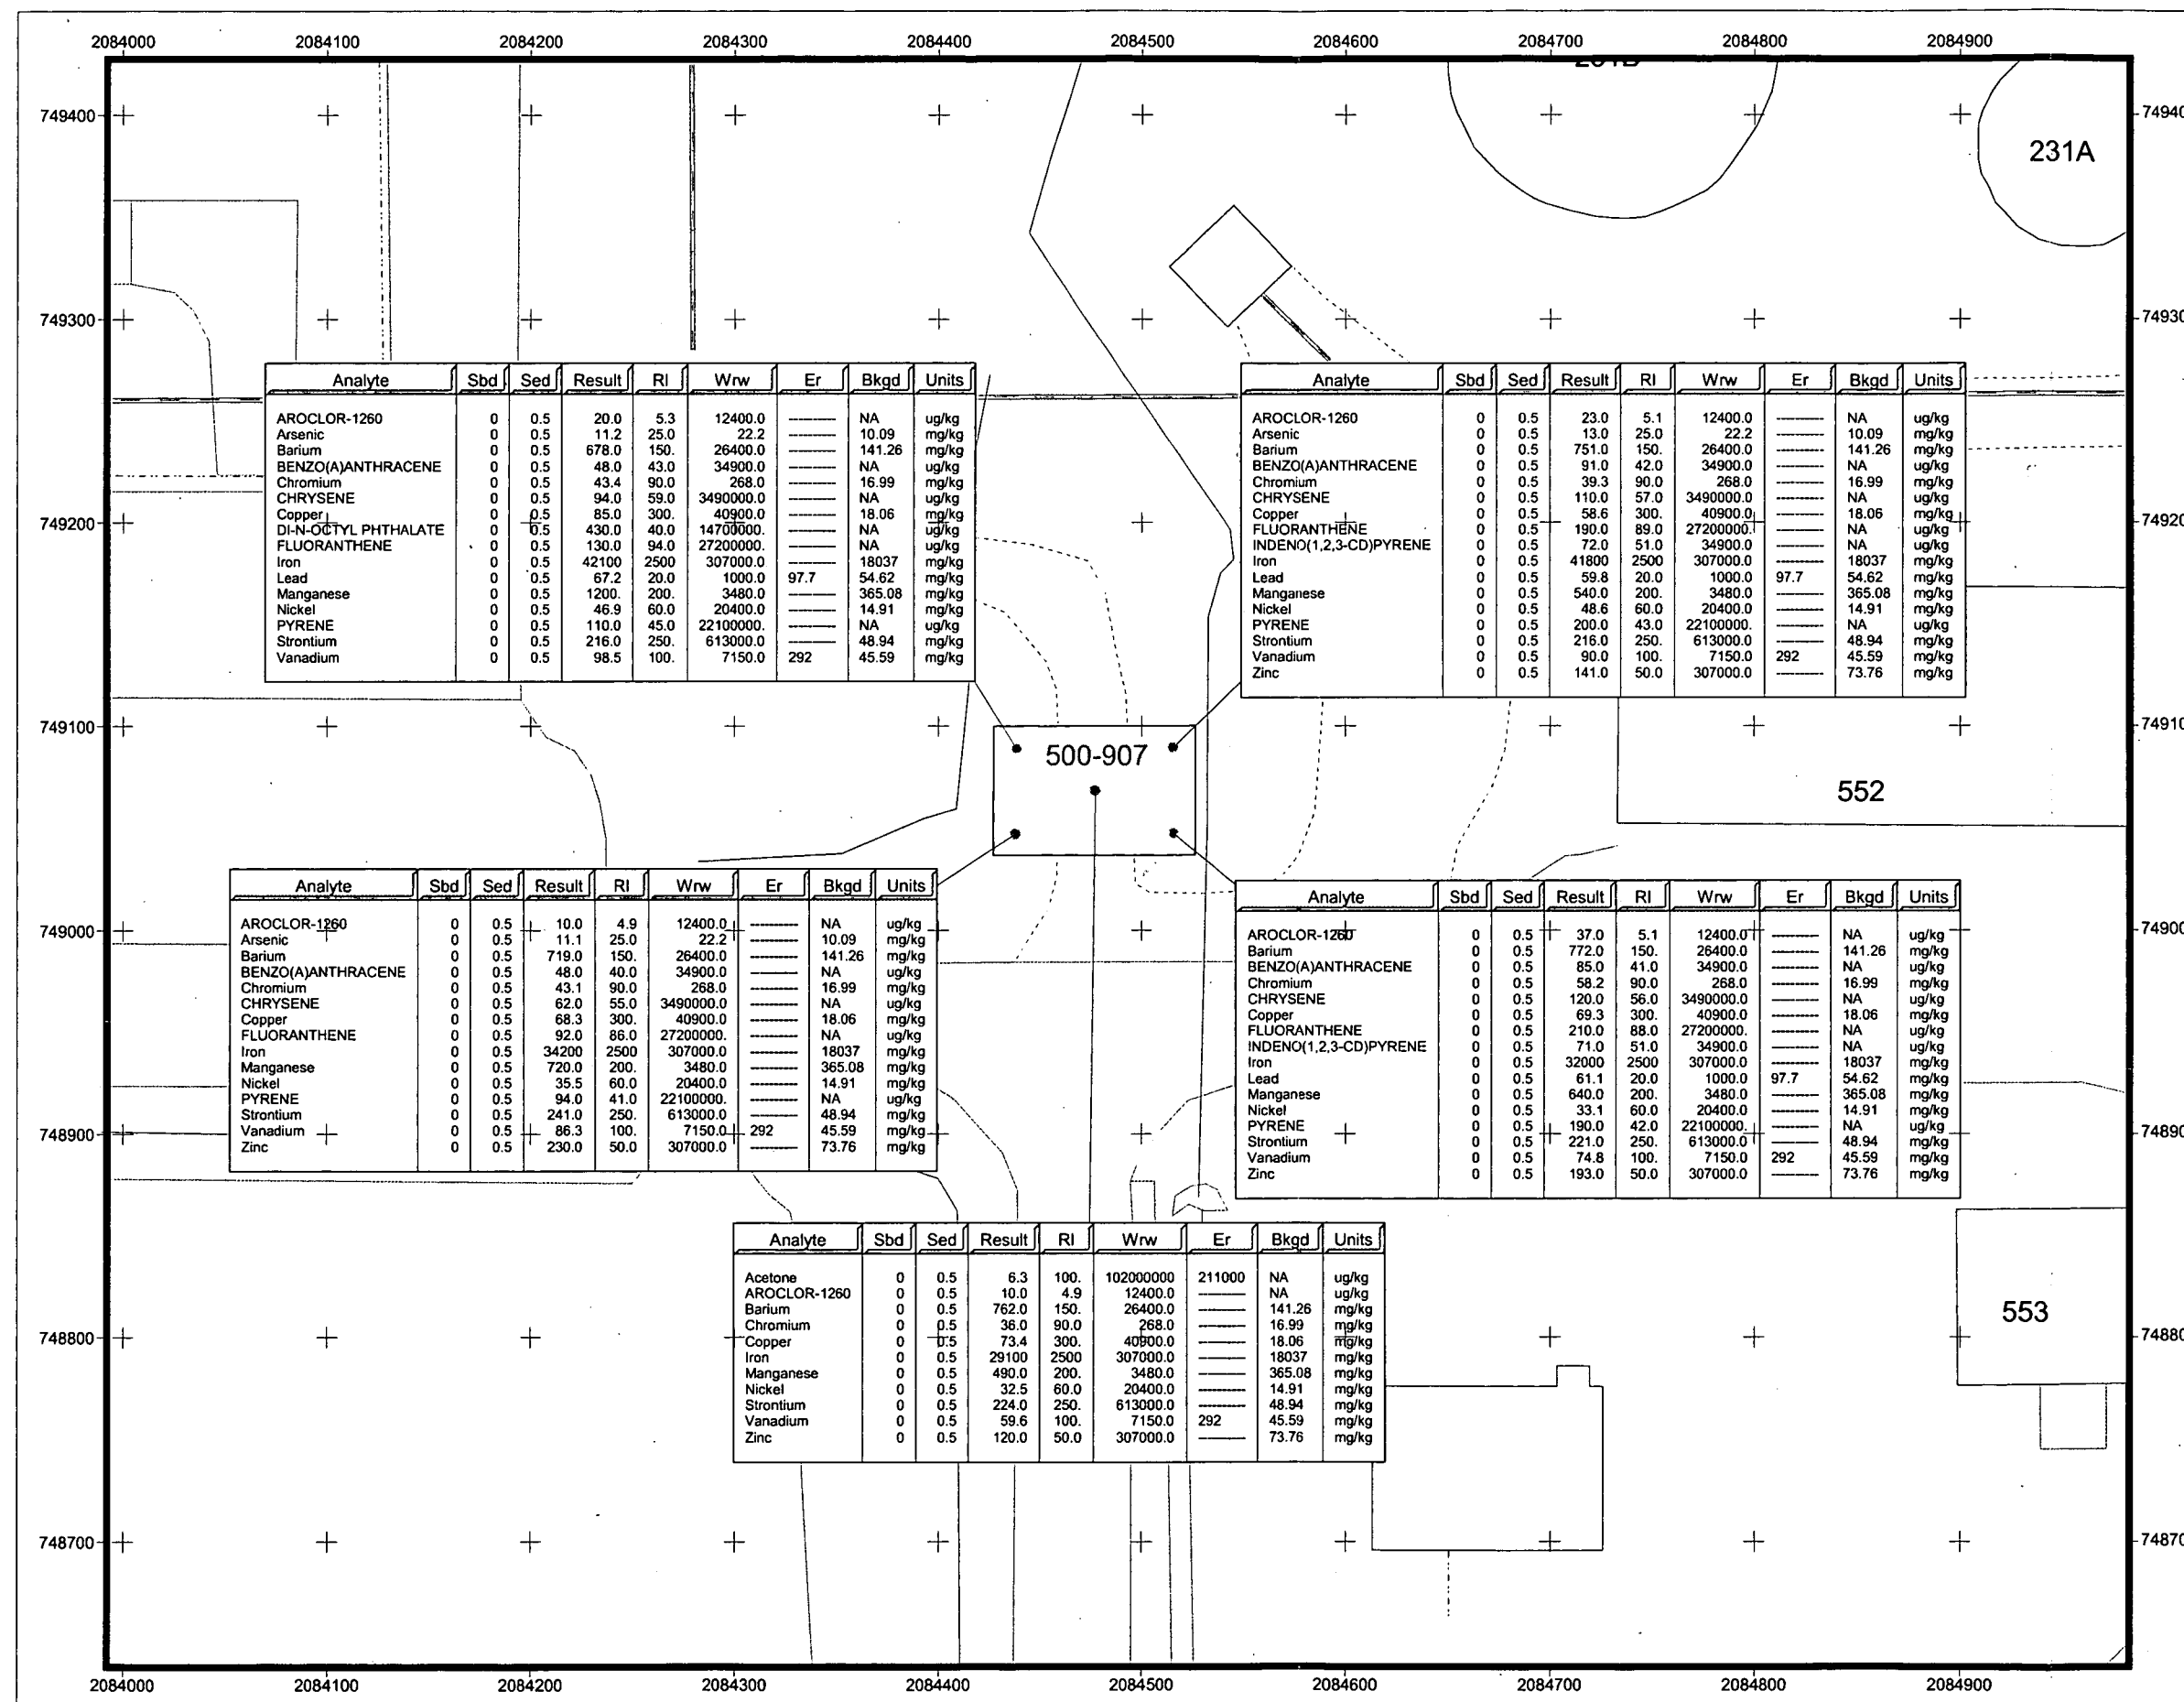 2084000 2084100 2084200 2084300 2084400 2084500 2084600 2084700 2084800 2084900
749400
231A
749300
Analyte Sbd Sed Result Rl Wrw Er Bkgd Units
AROCLOR-1260 0 0.5 20.0 5.3 12400.0 -------- NA ug/kg
Arsenic 0 0.5 11.2 25.0 22.2 -------- 10.09 mg/kg
Barium 0 0.5 678.0 150. 26400.0 -------- 141.26 mg/kg
BENZO(A)ANTHRACENE 0 0.5 48.0 43.0 34900.0 -------- NA ug/kg
Chromium 0 0.5 43.4 90.0 268.0 -------- 16.99 mg/kg
CHRYSENE 0 0.5 94.0 59.0 3490000.0 -------- NA ug/kg
Copper 0 0.5 85.0 300. 40900.0 -------- 18.06 mg/kg
DI-N-OCTYL PHTHALATE 0 0.5 430.0 40.0 14700000. -------- NA ug/kg
FLUORANTHENE 0 0.5 130.0 94.0 27200000. -------- NA ug/kg
Iron 0 0.5 42100 2500 307000.0 -------- 18037 mg/kg
Lead 0 0.5 67.2 20.0 1000.0 97.7 54.62 mg/kg
Manganese 0 0.5 1200. 200. 3480.0 -------- 365.08 mg/kg
Nickel 0 0.5 46.9 60.0 20400.0 -------- 14.91 mg/kg
PYRENE 0 0.5 110.0 45.0 22100000. -------- NA ug/kg
Strontium 0 0.5 216.0 250. 613000.0 -------- 48.94 mg/kg
Vanadium 0 0.5 98.5 100. 7150.0 292 45.59 mg/kg
Analyte Sbd Sed Result Rl Wrw Er Bkgd Units
AROCLOR-1260 0 0.5 23.0 5.1 12400.0 -------- NA ug/kg
Arsenic 0 0.5 13.0 25.0 22.2 -------- 10.09 mg/kg
Barium 0 0.5 751.0 150. 26400.0 -------- 141.26 mg/kg
BENZO(A)ANTHRACENE 0 0.5 91.0 42.0 34900.0 -------- NA ug/kg
Chromium 0 0.5 39.3 90.0 268.0 -------- 16.99 mg/kg
CHRYSENE 0 0.5 110.0 57.0 3490000.0 -------- NA ug/kg
Copper 0 0.5 58.6 300. 40900.0 -------- 18.06 mg/kg
FLUORANTHENE 0 0.5 190.0 89.0 27200000. -------- NA ug/kg
INDENO(1,2,3-CD)PYRENE 0 0.5 72.0 51.0 34900.0 -------- NA ug/kg
Iron 0 0.5 41800 2500 307000.0 -------- 18037 mg/kg
Lead 0 0.5 59.8 20.0 1000.0 97.7 54.62 mg/kg
Manganese 0 0.5 540.0 200. 3480.0 -------- 365.08 mg/kg
Nickel 0 0.5 48.6 60.0 20400.0 -------- 14.91 mg/kg
PYRENE 0 0.5 200.0 43.0 22100000. -------- NA ug/kg
Strontium 0 0.5 216.0 250. 613000.0 -------- 48.94 mg/kg
Vanadium 0 0.5 90.0 100. 7150.0 292 45.59 mg/kg
Zinc 0 0.5 141.0 50.0 307000.0 -------- 73.76 mg/kg
749200
749100
500-907
552
Analyte Sbd Sed Result Rl Wrw Er Bkgd Units
AROCLOR-1260 0 0.5 10.0 4.9 12400.0 -------- NA ug/kg
Arsenic 0 0.5 11.1 25.0 22.2 -------- 10.09 mg/kg
Barium 0 0.5 719.0 150. 26400.0 -------- 141.26 mg/kg
BENZO(A)ANTHRACENE 0 0.5 48.0 40.0 34900.0 -------- NA ug/kg
Chromium 0 0.5 43.1 90.0 268.0 -------- 16.99 mg/kg
CHRYSENE 0 0.5 62.0 55.0 3490000.0 -------- NA ug/kg
Copper 0 0.5 68.3 300. 40900.0 -------- 18.06 mg/kg
FLUORANTHENE 0 0.5 92.0 86.0 27200000. -------- NA ug/kg
Iron 0 0.5 34200 2500 307000.0 -------- 18037 mg/kg
Manganese 0 0.5 720.0 200. 3480.0 -------- 365.08 mg/kg
Nickel 0 0.5 35.5 60.0 20400.0 -------- 14.91 mg/kg
PYRENE 0 0.5 94.0 41.0 22100000. -------- NA ug/kg
Strontium 0 0.5 241.0 250. 613000.0 -------- 48.94 mg/kg
Vanadium 0 0.5 86.3 100. 7150.0 292 45.59 mg/kg
Zinc 0 0.5 230.0 50.0 307000.0 -------- 73.76 mg/kg
Analyte Sbd Sed Result Rl Wrw Er Bkgd Units
AROCLOR-1260 0 0.5 37.0 5.1 12400.0 -------- NA ug/kg
Barium 0 0.5 772.0 150. 26400.0 -------- 141.26 mg/kg
BENZO(A)ANTHRACENE 0 0.5 85.0 41.0 34900.0 -------- NA ug/kg
Chromium 0 0.5 58.2 90.0 268.0 -------- 16.99 mg/kg
CHRYSENE 0 0.5 120.0 56.0 3490000.0 -------- NA ug/kg
Copper 0 0.5 69.3 300. 40900.0 -------- 18.06 mg/kg
FLUORANTHENE 0 0.5 210.0 88.0 27200000. -------- NA ug/kg
INDENO(1,2,3-CD)PYRENE 0 0.5 71.0 51.0 34900.0 -------- NA ug/kg
Iron 0 0.5 32000 2500 307000.0 -------- 18037 mg/kg
Lead 0 0.5 61.1 20.0 1000.0 97.7 54.62 mg/kg
Manganese 0 0.5 640.0 200. 3480.0 -------- 365.08 mg/kg
Nickel 0 0.5 33.1 60.0 20400.0 -------- 14.91 mg/kg
PYRENE 0 0.5 190.0 42.0 22100000. -------- NA ug/kg
Strontium 0 0.5 221.0 250. 613000.0 -------- 48.94 mg/kg
Vanadium 0 0.5 74.8 100. 7150.0 292 45.59 mg/kg
Zinc 0 0.5 193.0 50.0 307000.0 -------- 73.76 mg/kg
749000
748900
Analyte Sbd Sed Result Rl Wrw Er Bkgd Units
Acetone 0 0.5 6.3 100. 102000000 211000 NA ug/kg
AROCLOR-1260 0 0.5 10.0 4.9 12400.0 -------- NA ug/kg
Barium 0 0.5 762.0 150. 26400.0 -------- 141.26 mg/kg
Chromium 0 0.5 36.0 90.0 268.0 -------- 16.99 mg/kg
Copper 0 0.5 73.4 300. 40900.0 -------- 18.06 mg/kg
Iron 0 0.5 29100 2500 307000.0 -------- 18037 mg/kg
Manganese 0 0.5 490.0 200. 3480.0 -------- 365.08 mg/kg
Nickel 0 0.5 32.5 60.0 20400.0 -------- 14.91 mg/kg
Strontium 0 0.5 224.0 250. 613000.0 -------- 48.94 mg/kg
Vanadium 0 0.5 59.6 100. 7150.0 292 45.59 mg/kg
Zinc 0 0.5 120.0 50.0 307000.0 -------- 73.76 mg/kg
553
748800
748700
2084000 2084100 2084200 2084300 2084400 2084500 2084600 2084700 2084800 2084900